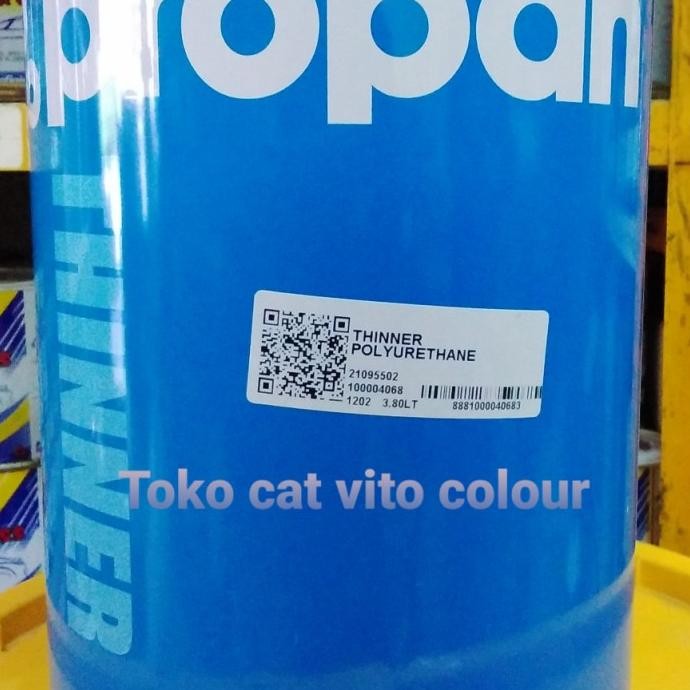 propan
THINNER
THINNER
POLYURETHANE
21095502
100004068
1202 3.80LT
8881000040683
Toko cat vito colour